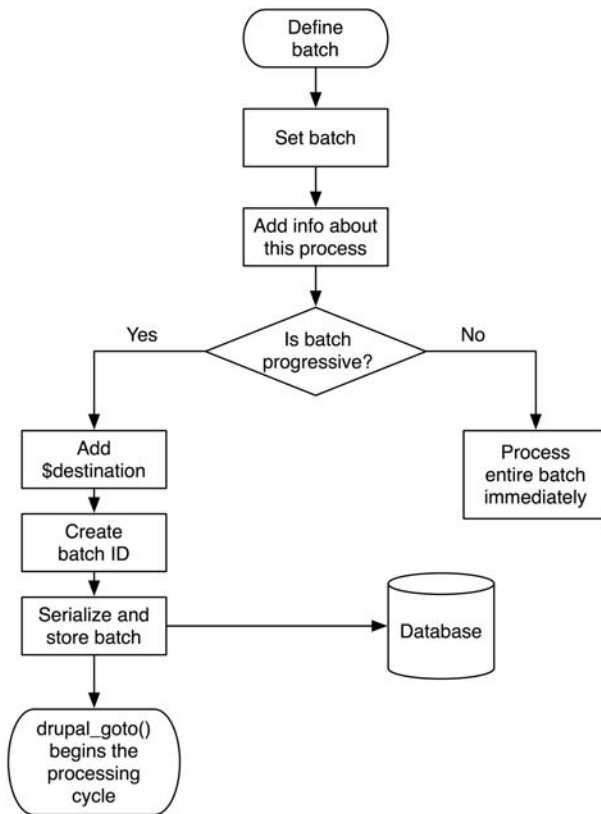 Define
batch
Set batch
Add info about
this process
Is batch
progressive?
Yes
No
Add
$destination
Process
entire batch
immediately
Create
batch ID
Serialize and
store batch
Database
drupal_goto()
begins the
processing
cycle